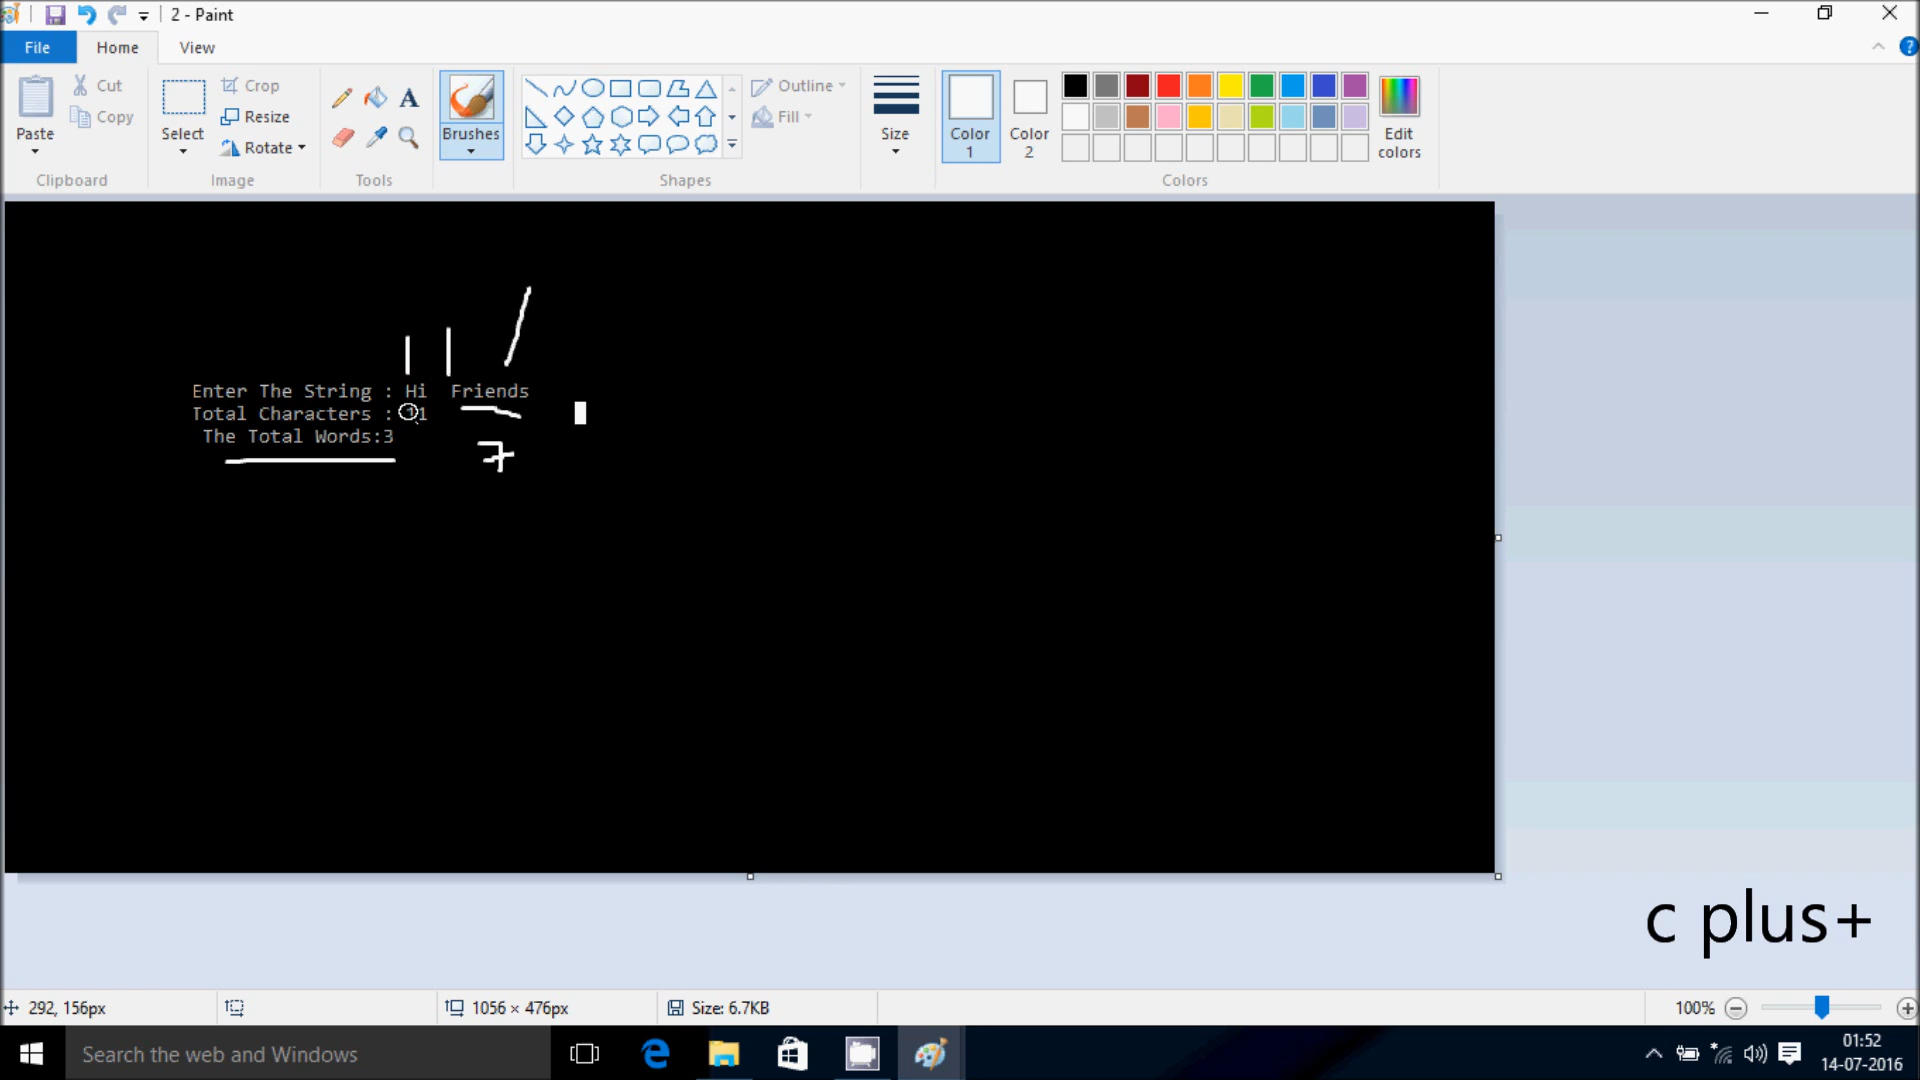 2 - Paint
File Home View
Paste
Cut
Copy
Clipboard
Select
Crop
Resize
Rotate
Image
A
Tools
Brushes
Shapes
Outline
Fill
Size
Color 1
Color 2
Edit colors
Colors
Enter The String : Hi  Friends
Total Characters : 11
The Total Words:3
7
c plus+
292, 156px
1056 × 476px
Size: 6.7KB
100%
Search the web and Windows
01:52
14-07-2016